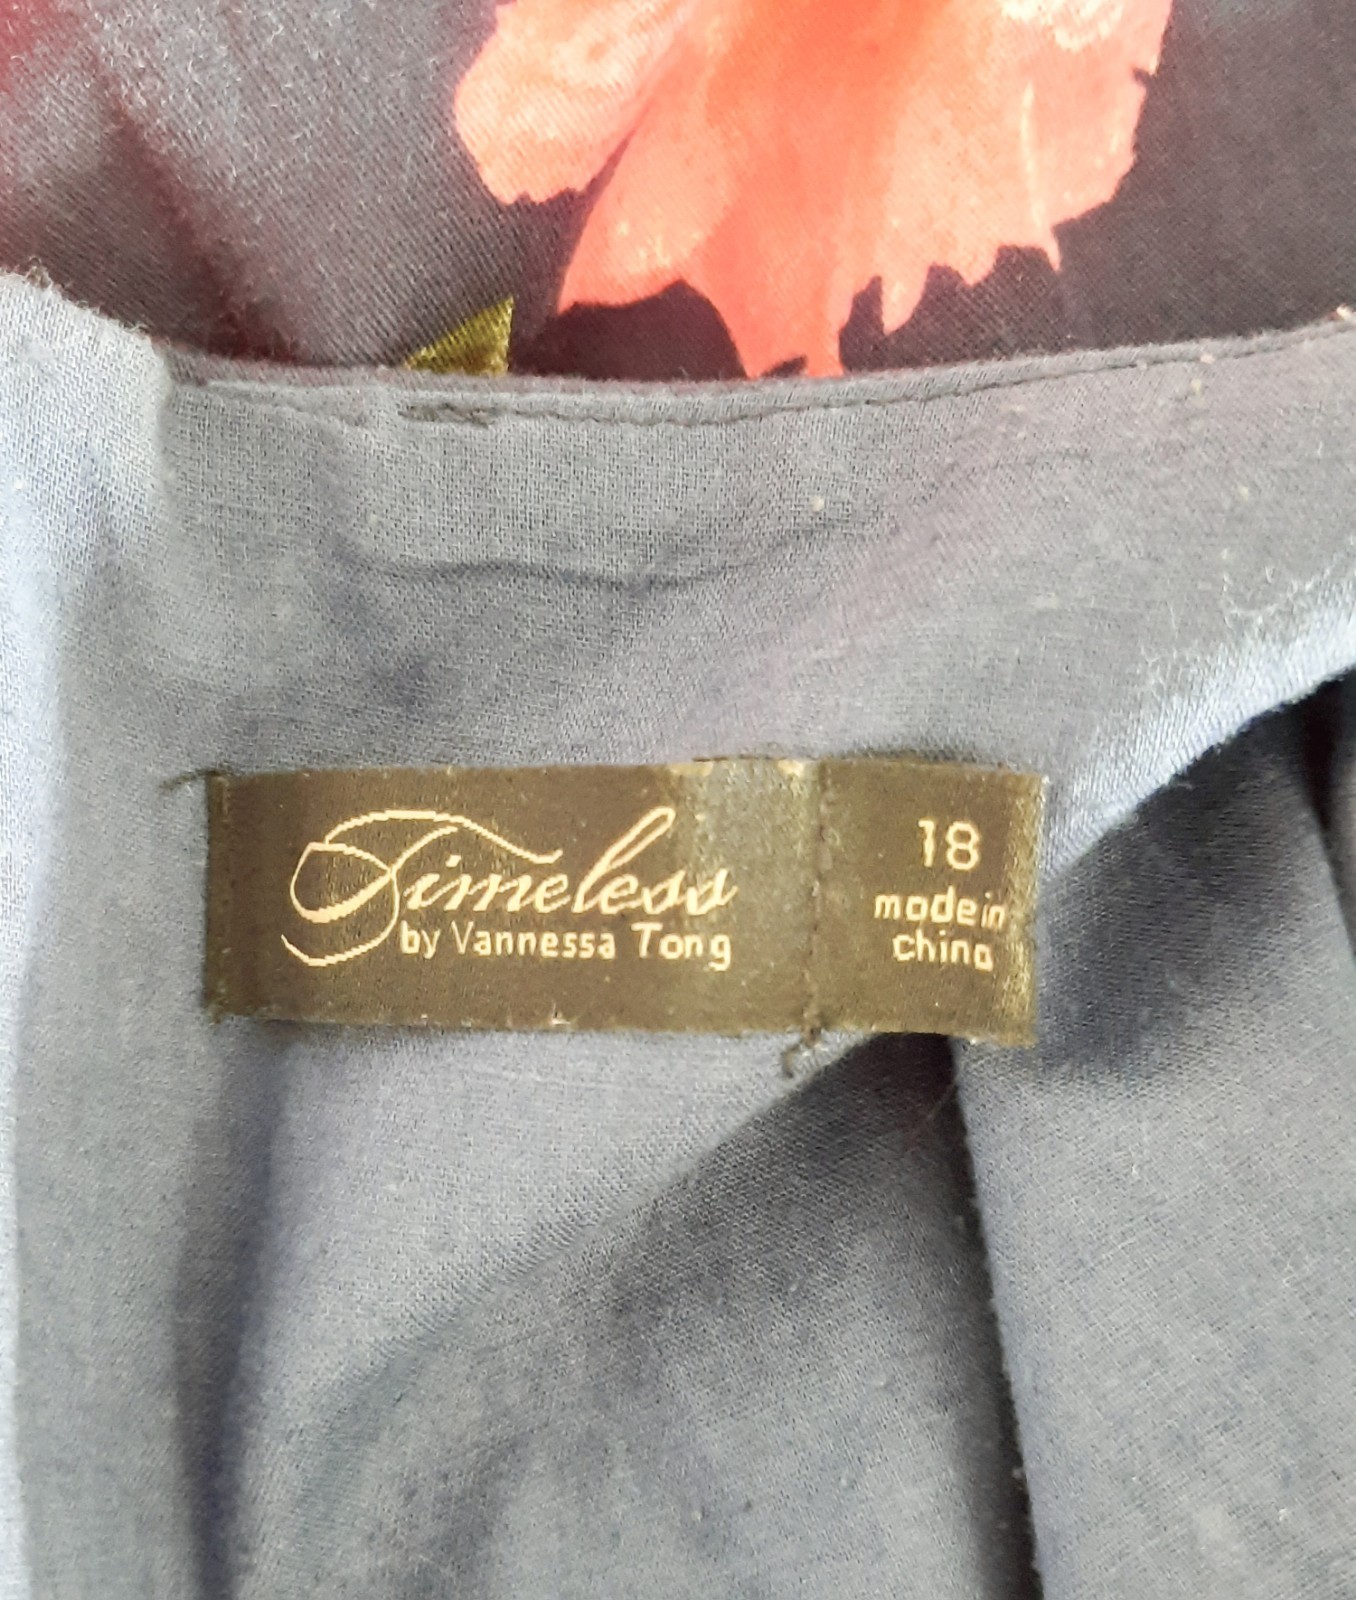 Timeless
by Vannessa Tong
18
made in
china